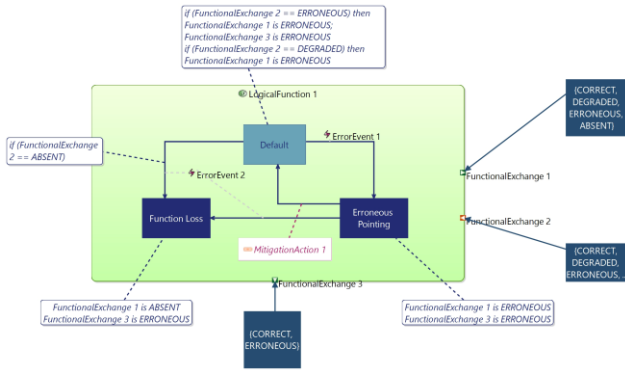 if (FunctionalExchange 2 == ERRONEOUS) then
FunctionalExchange 1 is ERRONEOUS;
FunctionalExchange 3 is ERRONEOUS
if (FunctionalExchange 2 == DEGRADED) then
FunctionalExchange 1 is ERRONEOUS
LogicalFunction 1
(CORRECT,
DEGRADED,
ERRONEOUS,
ABSENT)
ErrorEvent 1
Default
if (FunctionalExchange
2 == ABSENT)
ErrorEvent 2
FunctionalExchange 1
Function Loss
Erroneous
Pointing
FunctionalExchange 2
MitigationAction 1
(CORRECT,
DEGRADED,
ERRONEOUS, ..
FunctionalExchange 3
FunctionalExchange 1 is ABSENT
FunctionalExchange 3 is ERRONEOUS
FunctionalExchange 1 is ERRONEOUS
FunctionalExchange 3 is ERRONEOUS
(CORRECT,
ERRONEOUS)